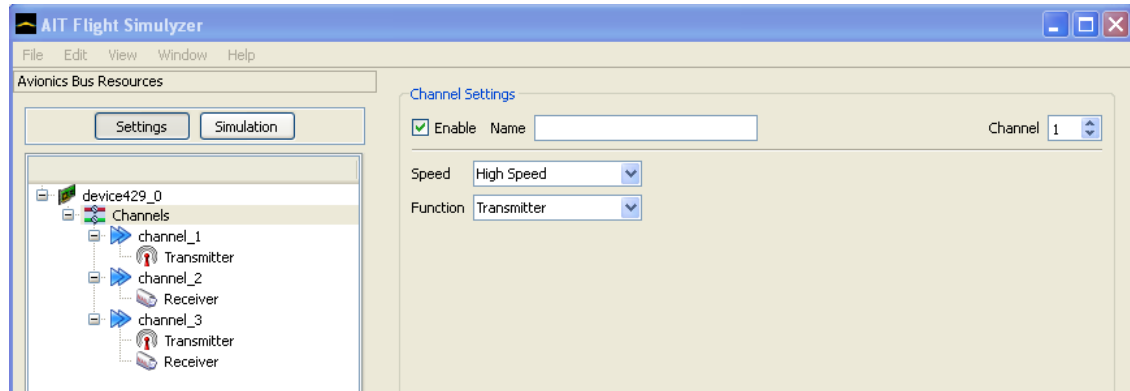 AIT Flight Simulyzer
File Edit View Window Help
Avionics Bus Resources
Settings Simulation
device429_0
Channels
channel_1
Transmitter
channel_2
Receiver
channel_3
Transmitter
Receiver
Channel Settings
Enable Name Channel 1
Speed High Speed
Function Transmitter